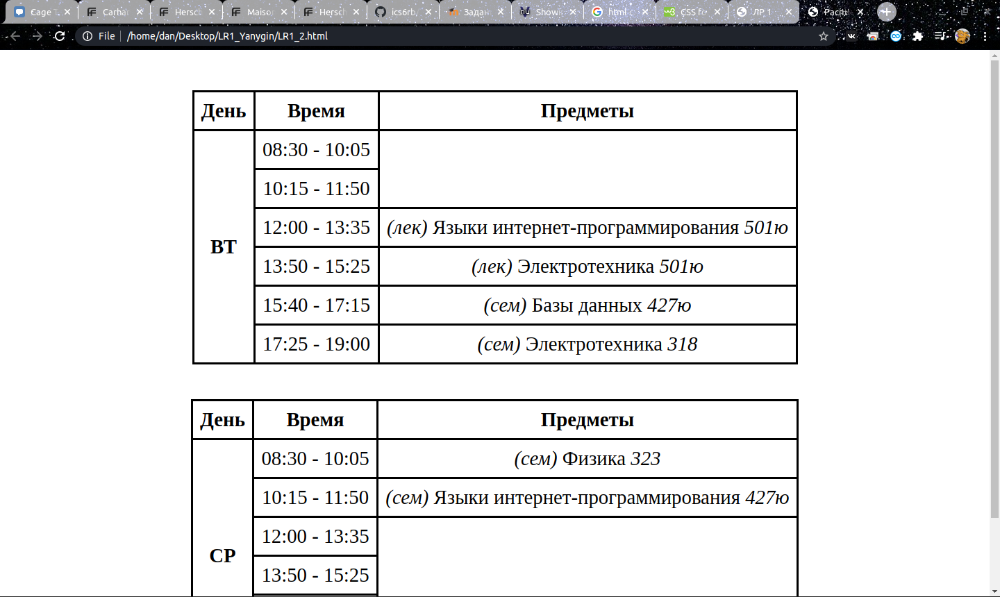 Cage T Carhar Hersch Maison Hersch ics6rb/ Задан Showi html c CSS Fo ЛР 1 Распи
File /home/dan/Desktop/LR1_Yanygin/LR1_2.html
День Время Предметы
ВТ
08:30 - 10:05
10:15 - 11:50
12:00 - 13:35 (лек) Языки интернет-программирования 501ю
13:50 - 15:25 (лек) Электротехника 501ю
15:40 - 17:15 (сем) Базы данных 427ю
17:25 - 19:00 (сем) Электротехника 318
День Время Предметы
СР
08:30 - 10:05 (сем) Физика 323
10:15 - 11:50 (сем) Языки интернет-программирования 427ю
12:00 - 13:35
13:50 - 15:25